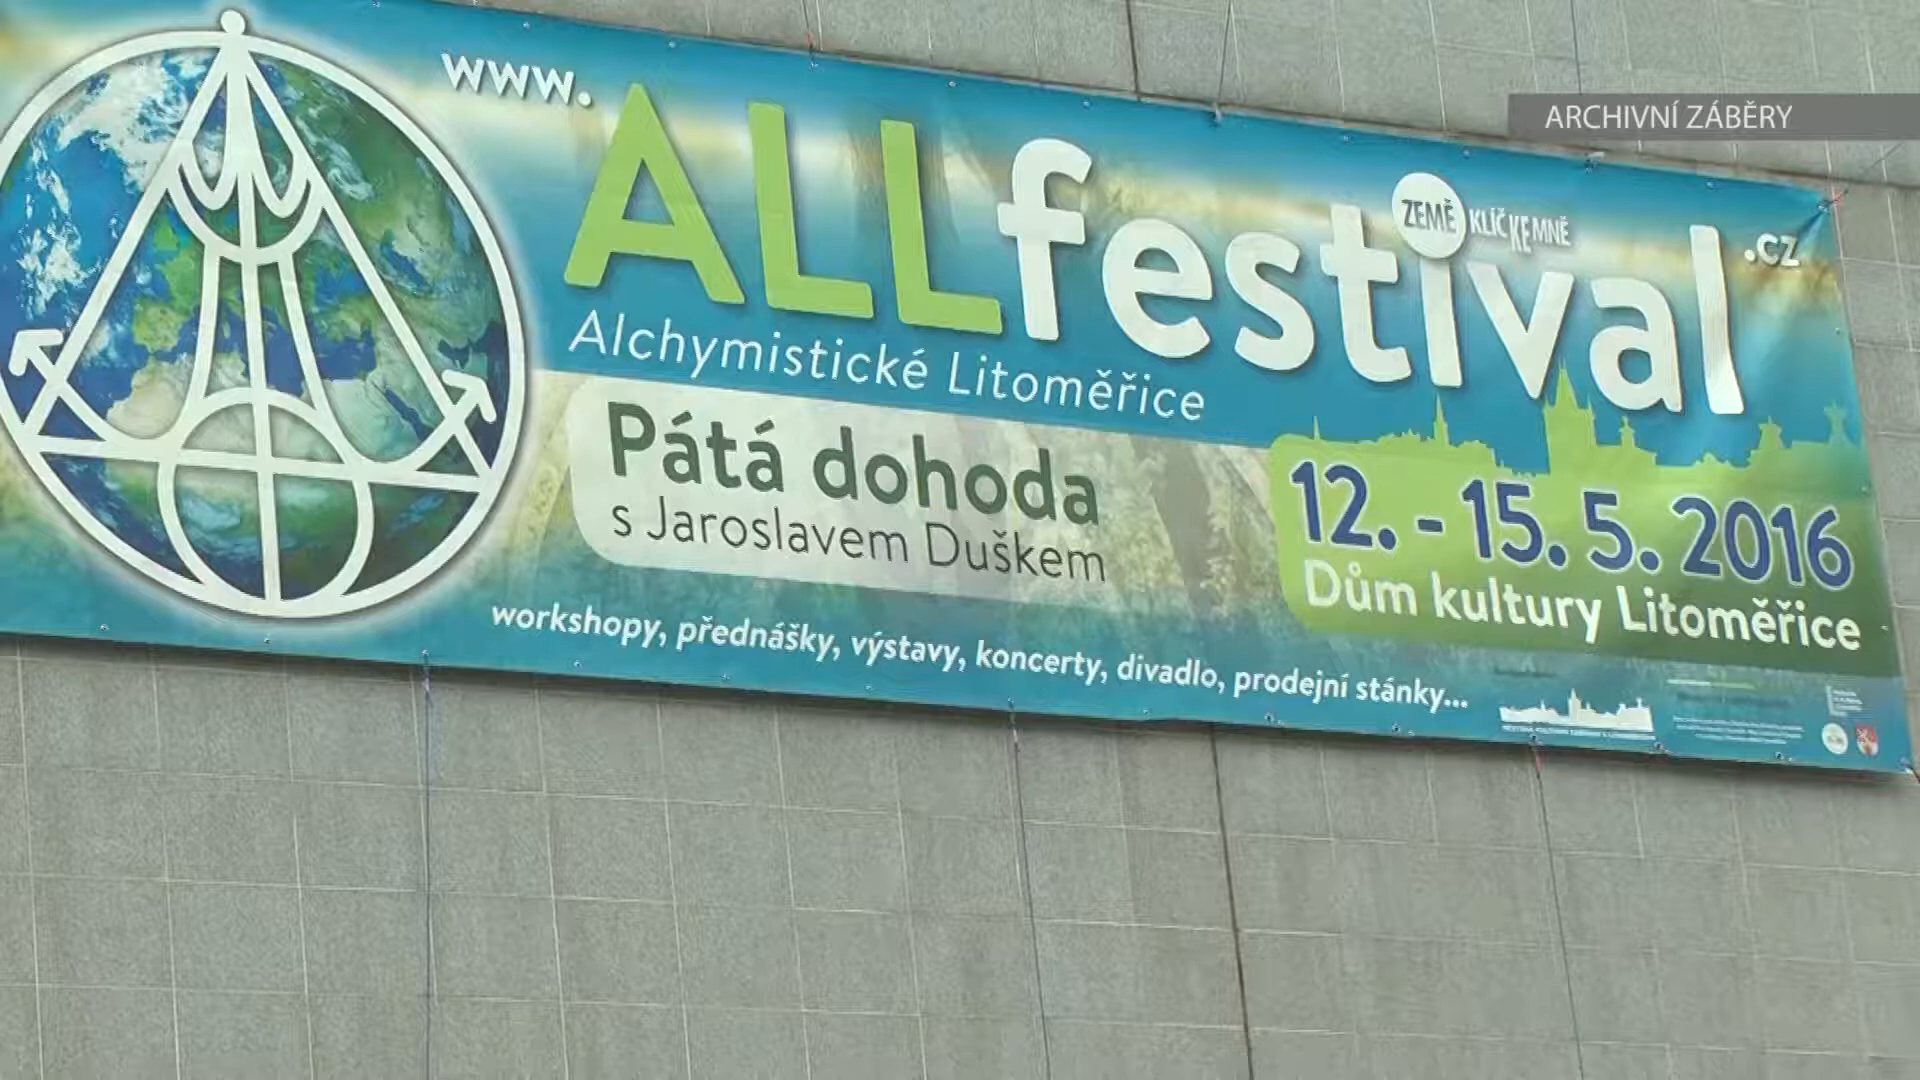 ARCHIVNÍ ZÁBĚRY
www.
ALLfestival
.cz
ZEMĚ KLÍČ KE MNĚ
Alchymistické Litoměřice
Pátá dohoda
s Jaroslavem Duškem
12. - 15. 5. 2016
Dům kultury Litoměřice
workshopy, přednášky, výstavy, koncerty, divadlo, prodejní stánky...